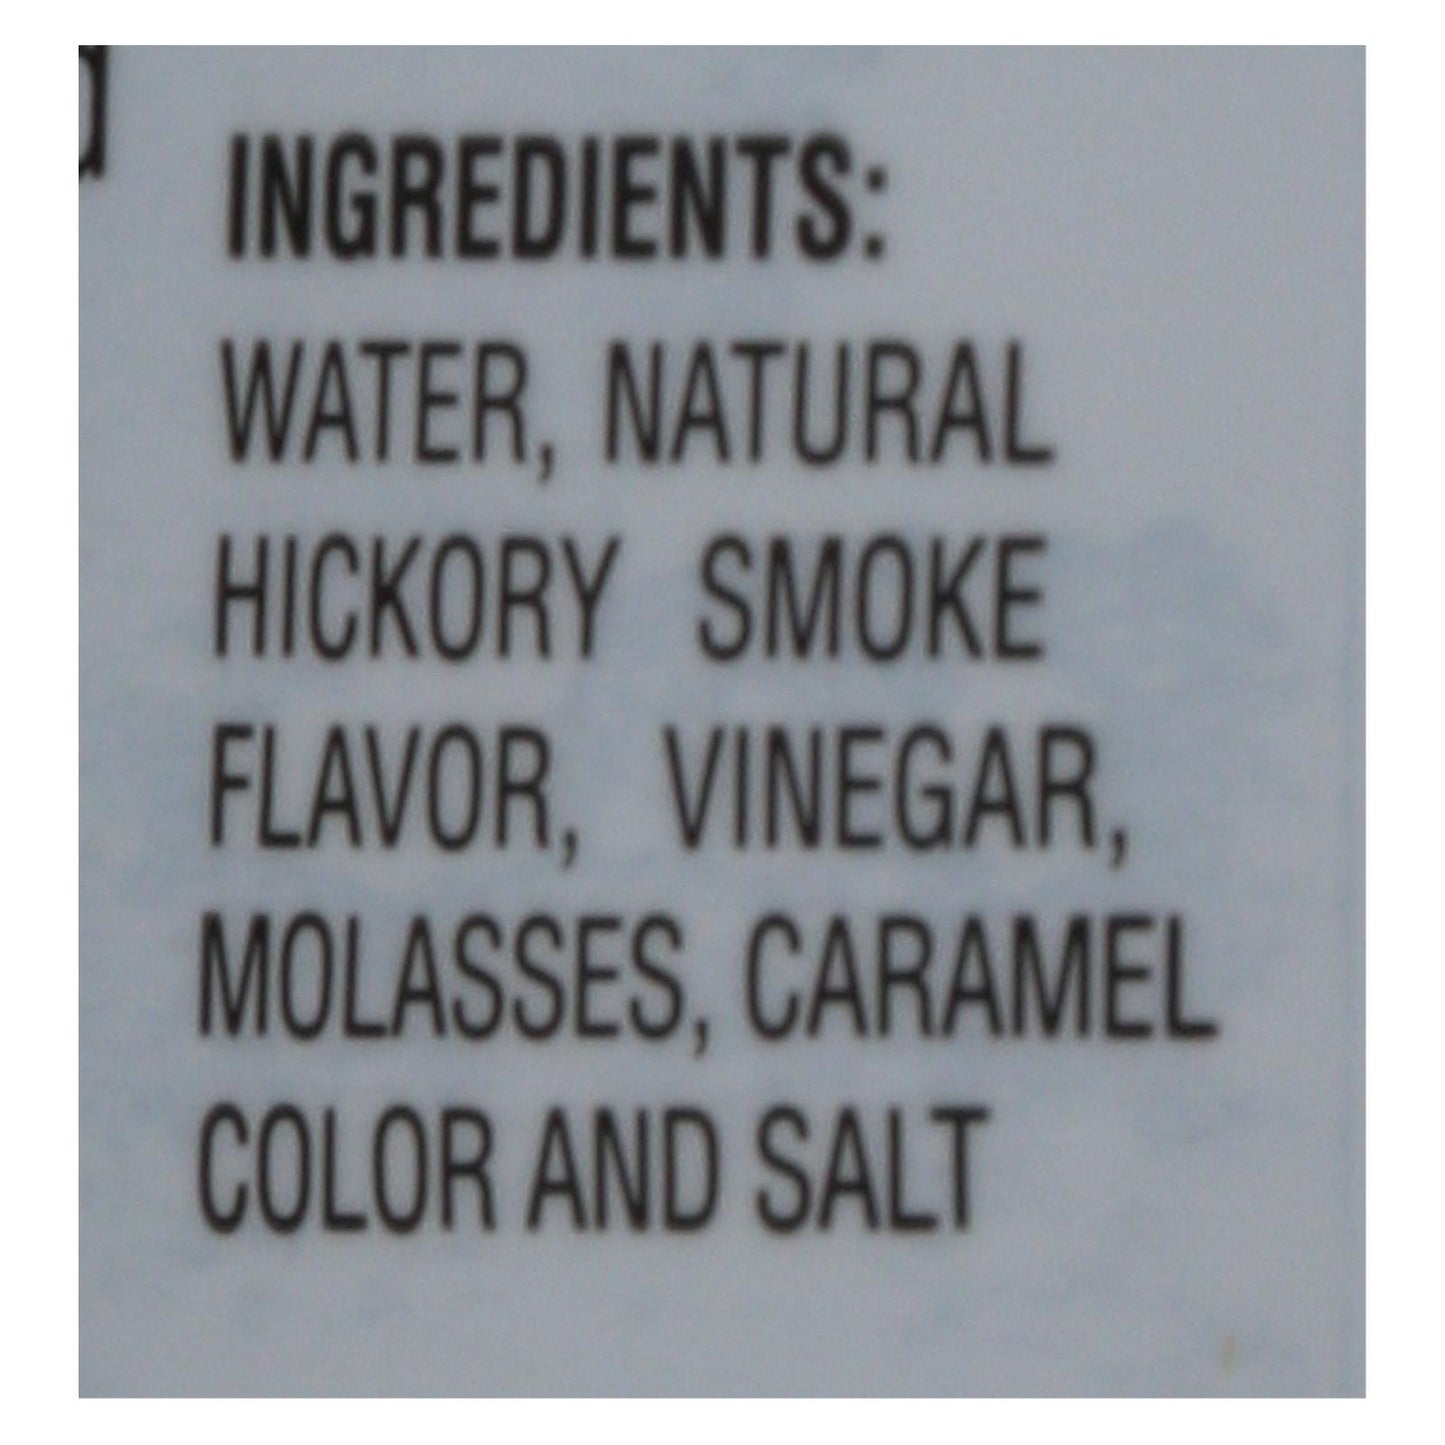 INGREDIENTS:
WATER, NATURAL
HICKORY SMOKE
FLAVOR, VINEGAR,
MOLASSES, CARAMEL
COLOR AND SALT